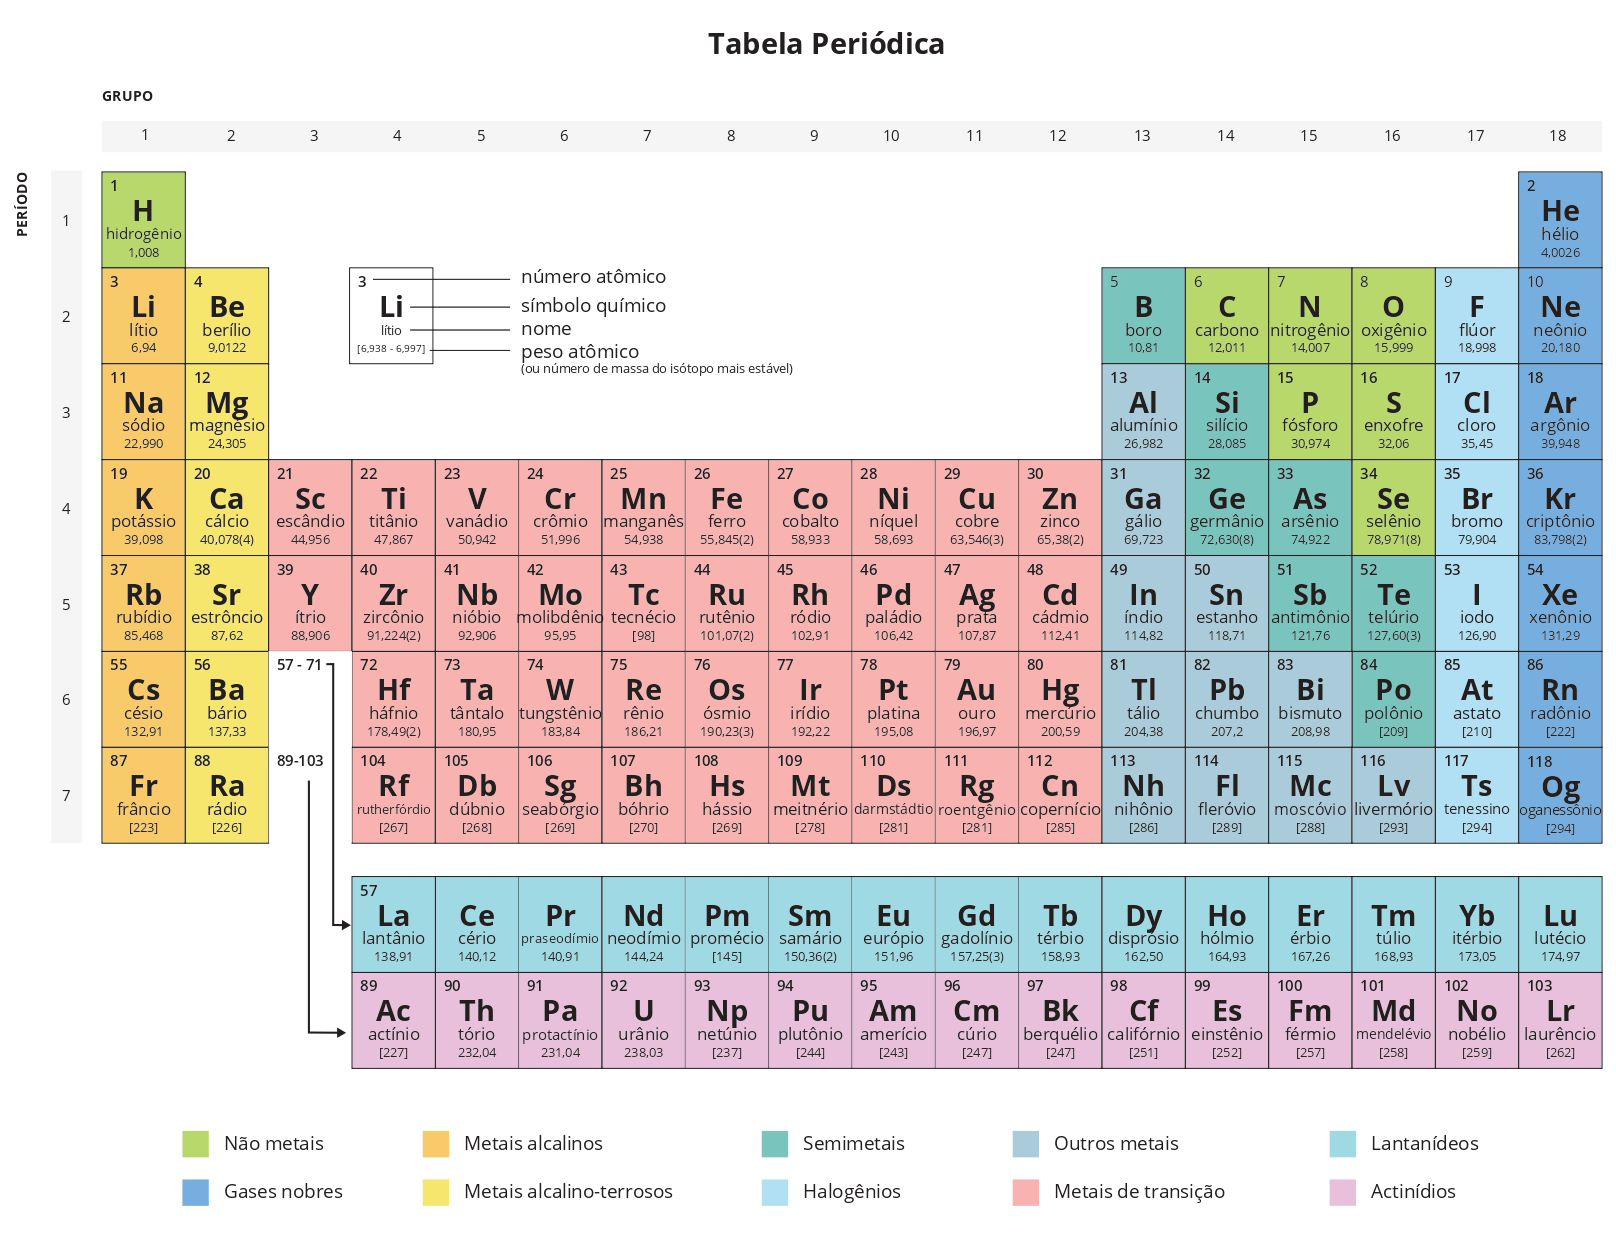 Tabela Periódica
GRUPO
1 2 3 4 5 6 7 8 9 10 11 12 13 14 15 16 17 18
PERÍODO
1
1 2
H He
hidrogênio hélio
1,008 4,0026
2
3 4 5 6 7 8 9 10
Li Be B C N O F Ne
lítio berílio boro carbono nitrogênio oxigênio flúor neônio
6,94 9,0122 10,81 12,011 14,007 15,999 18,998 20,180
3 número atômico
Li símbolo químico
lítio nome
[6,938 - 6,997] peso atômico
(ou número de massa do isótopo mais estável)
3
11 12 13 14 15 16 17 18
Na Mg Al Si P S Cl Ar
sódio magnésio alumínio silício fósforo enxofre cloro argônio
22,990 24,305 26,982 28,085 30,974 32,06 35,45 39,948
4
19 20 21 22 23 24 25 26 27 28 29 30 31 32 33 34 35 36
K Ca Sc Ti V Cr Mn Fe Co Ni Cu Zn Ga Ge As Se Br Kr
potássio cálcio escândio titânio vanádio crômio manganês ferro cobalto níquel cobre zinco gálio germânio arsênio selênio bromo criptônio
39,098 40,078(4) 44,956 47,867 50,942 51,996 54,938 55,845(2) 58,933 58,693 63,546(3) 65,38(2) 69,723 72,630(8) 74,922 78,971(8) 79,904 83,798(2)
5
37 38 39 40 41 42 43 44 45 46 47 48 49 50 51 52 53 54
Rb Sr Y Zr Nb Mo Tc Ru Rh Pd Ag Cd In Sn Sb Te I Xe
rubídio estrôncio ítrio zircônio nióbio molibdênio tecnécio rutênio ródio paládio prata cádmio índio estanho antimônio telúrio iodo xenônio
85,468 87,62 88,906 91,224(2) 92,906 95,95 [98] 101,07(2) 102,91 106,42 107,87 112,41 114,82 118,71 121,76 127,60(3) 126,90 131,29
6
55 56 57 - 71 72 73 74 75 76 77 78 79 80 81 82 83 84 85 86
Cs Ba Hf Ta W Re Os Ir Pt Au Hg Tl Pb Bi Po At Rn
césio bário háfnio tântalo tungstênio rênio ósmio irídio platina ouro mercúrio tálio chumbo bismuto polônio astato radônio
132,91 137,33 178,49(2) 180,95 183,84 186,21 190,23(3) 192,22 195,08 196,97 200,59 204,38 207,2 208,98 [209] [210] [222]
7
87 88 89-103 104 105 106 107 108 109 110 111 112 113 114 115 116 117 118
Fr Ra Rf Db Sg Bh Hs Mt Ds Rg Cn Nh Fl Mc Lv Ts Og
frâncio rádio rutherfórdio dúbnio seabórgio bóhrio hássio meitnério darmstádtio roentgênio copernício nihônio fleróvio moscóvio livermório tenessino oganessônio
[223] [226] [267] [268] [269] [270] [269] [278] [281] [281] [285] [286] [289] [288] [293] [294] [294]
57
La Ce Pr Nd Pm Sm Eu Gd Tb Dy Ho Er Tm Yb Lu
lantânio cério praseodímio neodímio promécio samário európio gadolínio térbio disprósio hólmio érbio túlio itérbio lutécio
138,91 140,12 140,91 144,24 [145] 150,36(2) 151,96 157,25(3) 158,93 162,50 164,93 167,26 168,93 173,05 174,97
89 90 91 92 93 94 95 96 97 98 99 100 101 102 103
Ac Th Pa U Np Pu Am Cm Bk Cf Es Fm Md No Lr
actínio tório protactínio urânio netúnio plutônio amerício cúrio berquélio califórnio einstênio férmio mendelévio nobélio laurêncio
[227] 232,04 231,04 238,03 [237] [244] [243] [247] [247] [251] [252] [257] [258] [259] [262]
Não metais Metais alcalinos Semimetais Outros metais Lantanídeos
Gases nobres Metais alcalino-terrosos Halogênios Metais de transição Actinídios